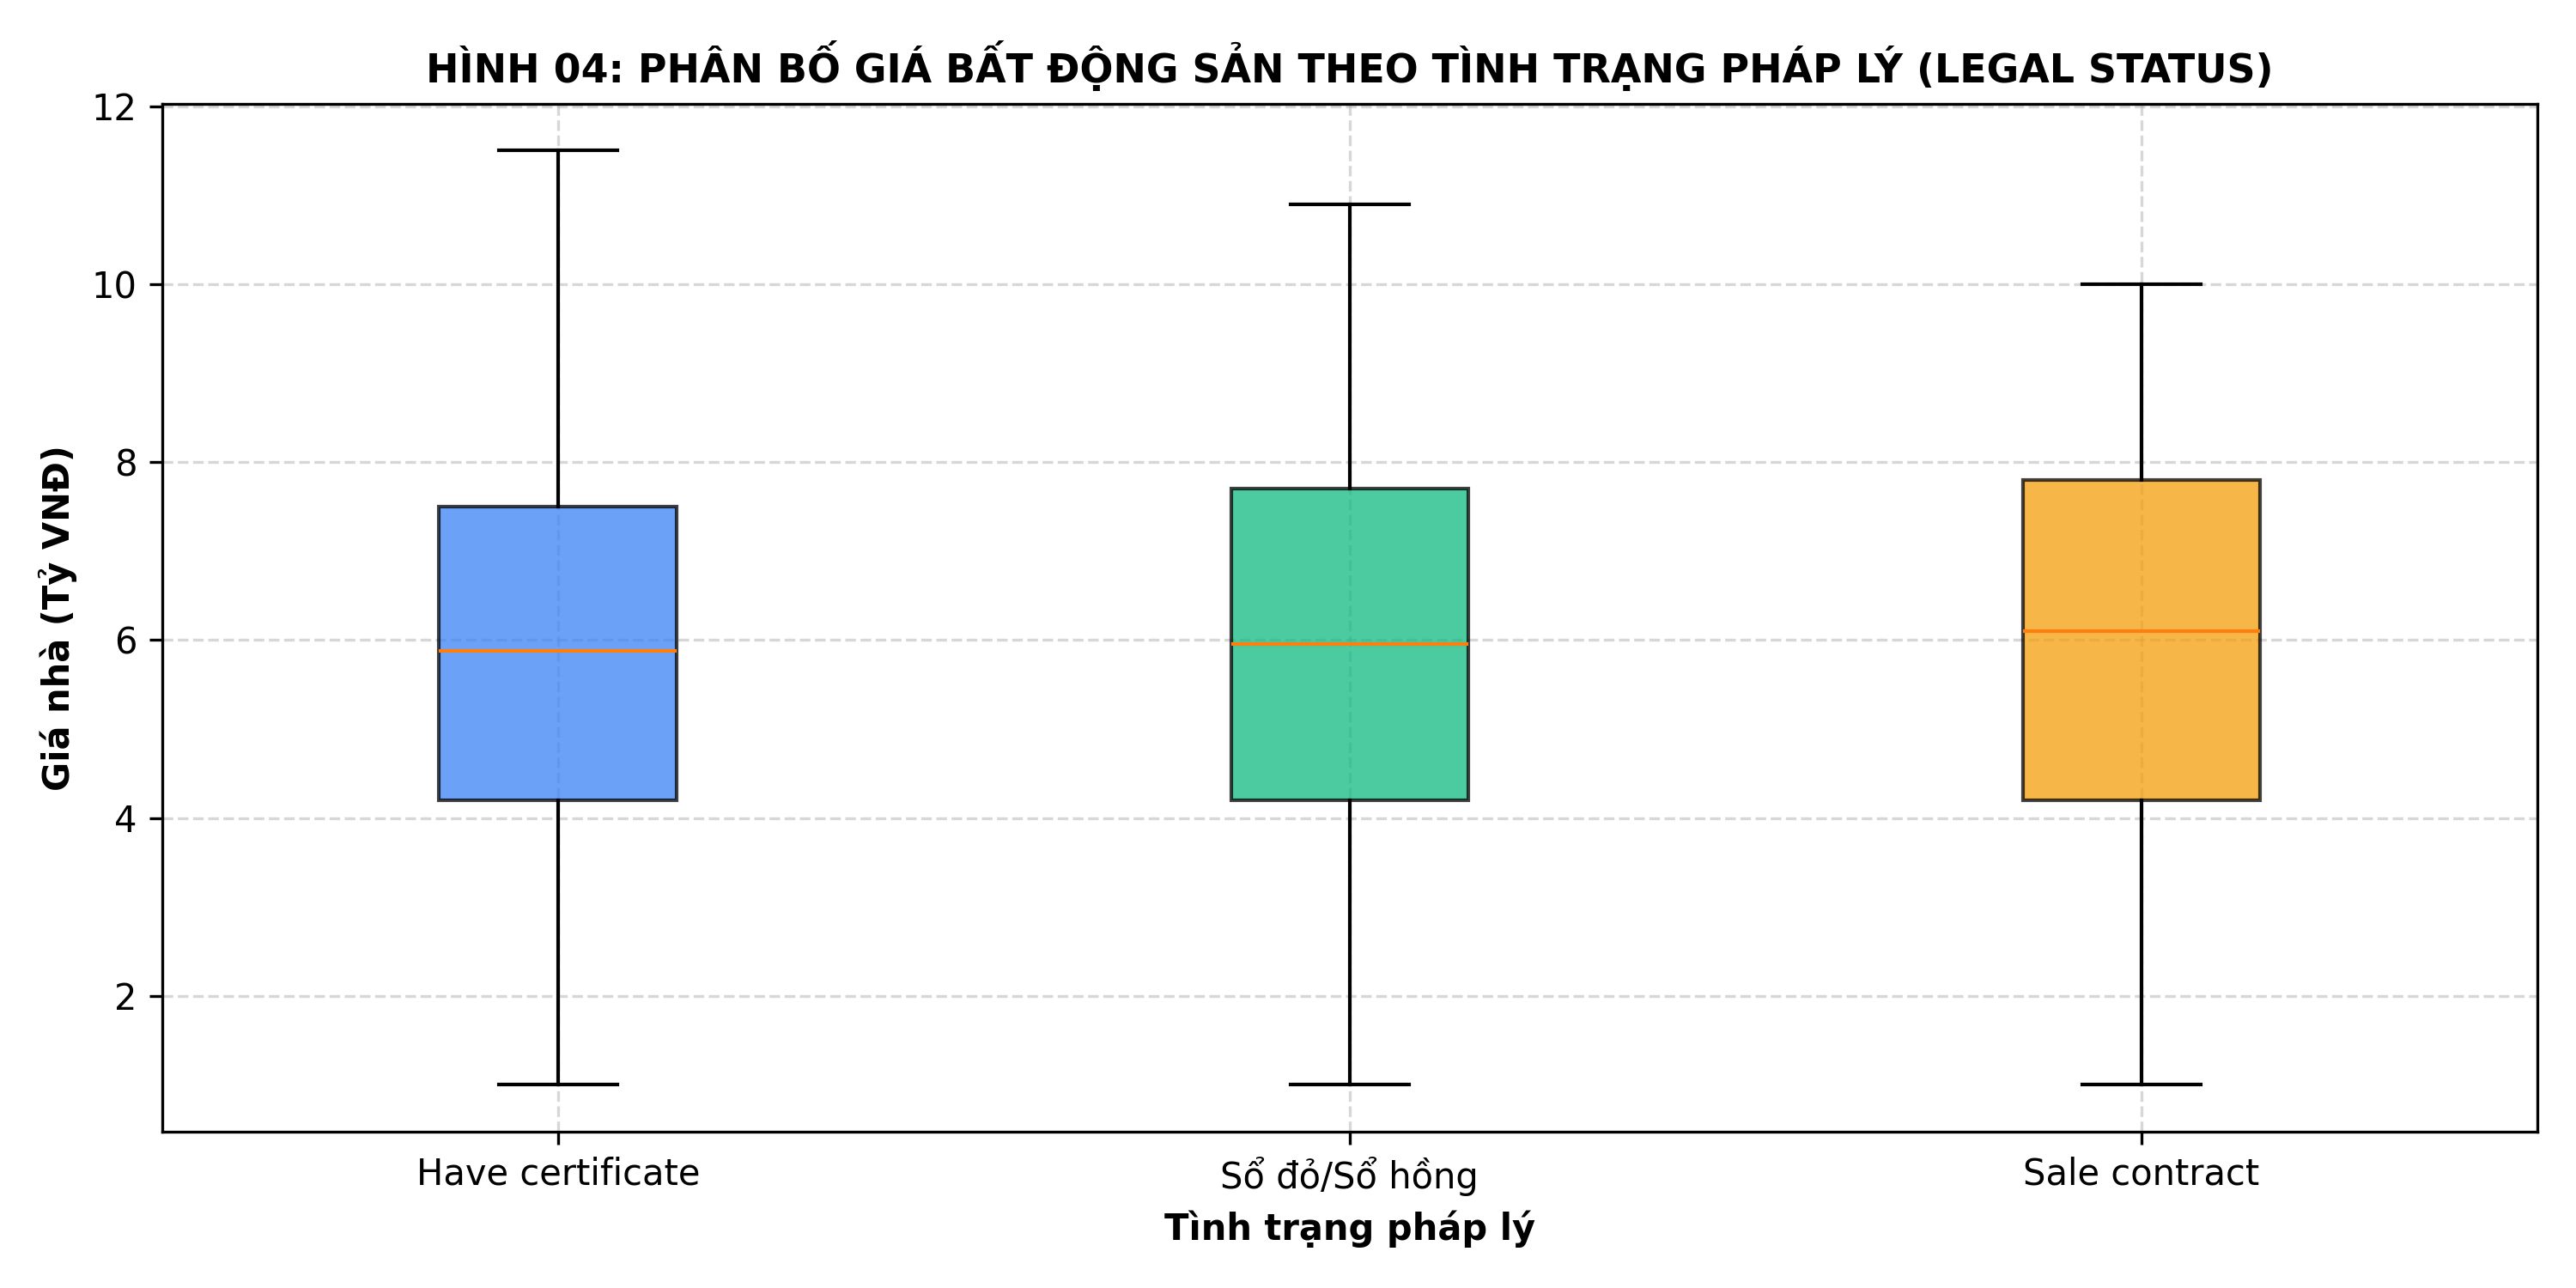 HÌNH 04: PHÂN BỐ GIÁ BẤT ĐỘNG SẢN THEO TÌNH TRẠNG PHÁP LÝ (LEGAL STATUS)
Giá nhà (Tỷ VNĐ)
12
10
8
6
4
2
Have certificate
Sổ đỏ/Sổ hồng
Sale contract
Tình trạng pháp lý